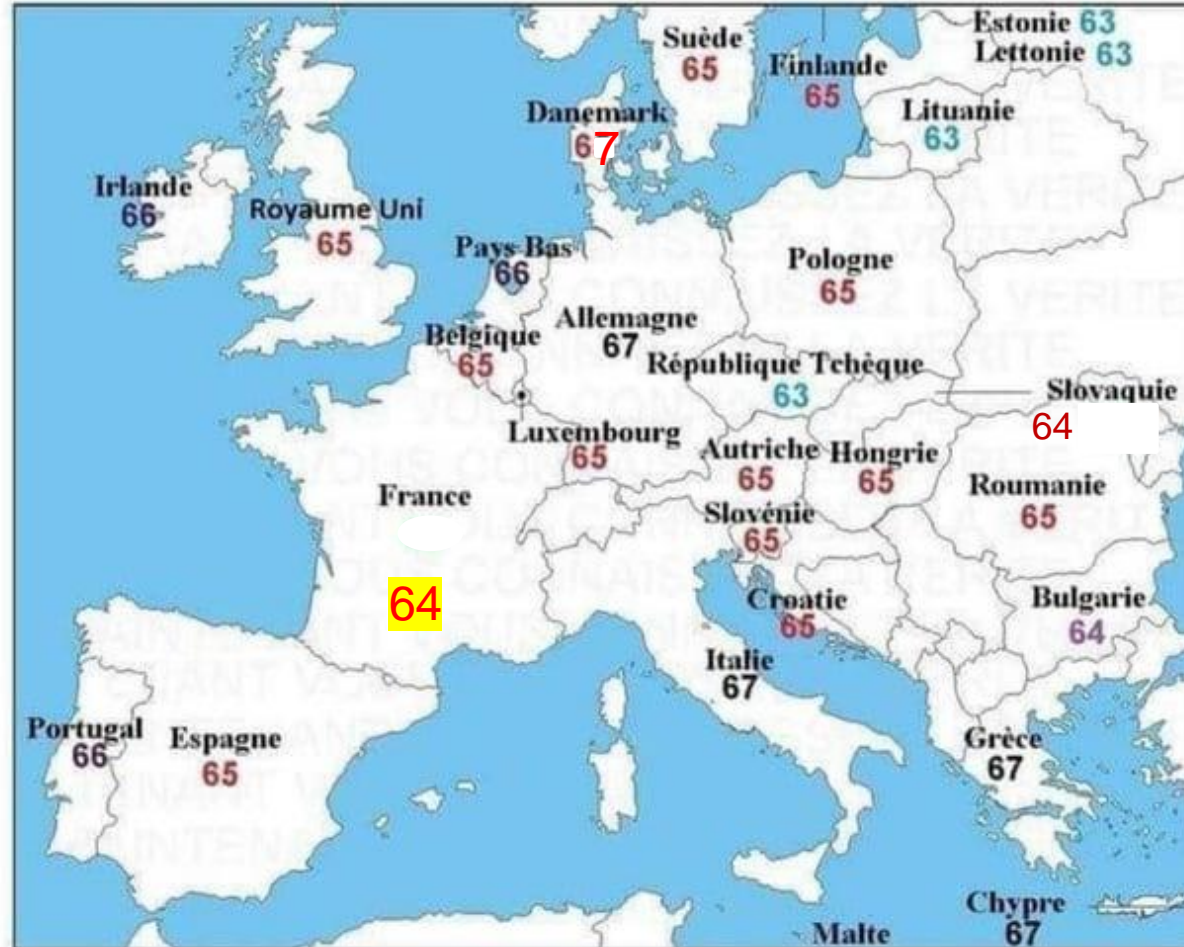 Estonie 63
Suède
65
Lettonie 63
Finlande
65
Danemark
67
Lituanie
63
Irlande
66
Royaume Uni
65
Pays Bas
66
Pologne
65
Allemagne
67
Belgique
65
République Tchèque
63
Slovaquie
64
Luxembourg
65
Autriche
65
Hongrie
65
France
64
Roumanie
65
Slovénie
65
Croatie
65
Bulgarie
64
Italie
67
Portugal
66
Espagne
65
Grèce
67
Chypre
67
Malte